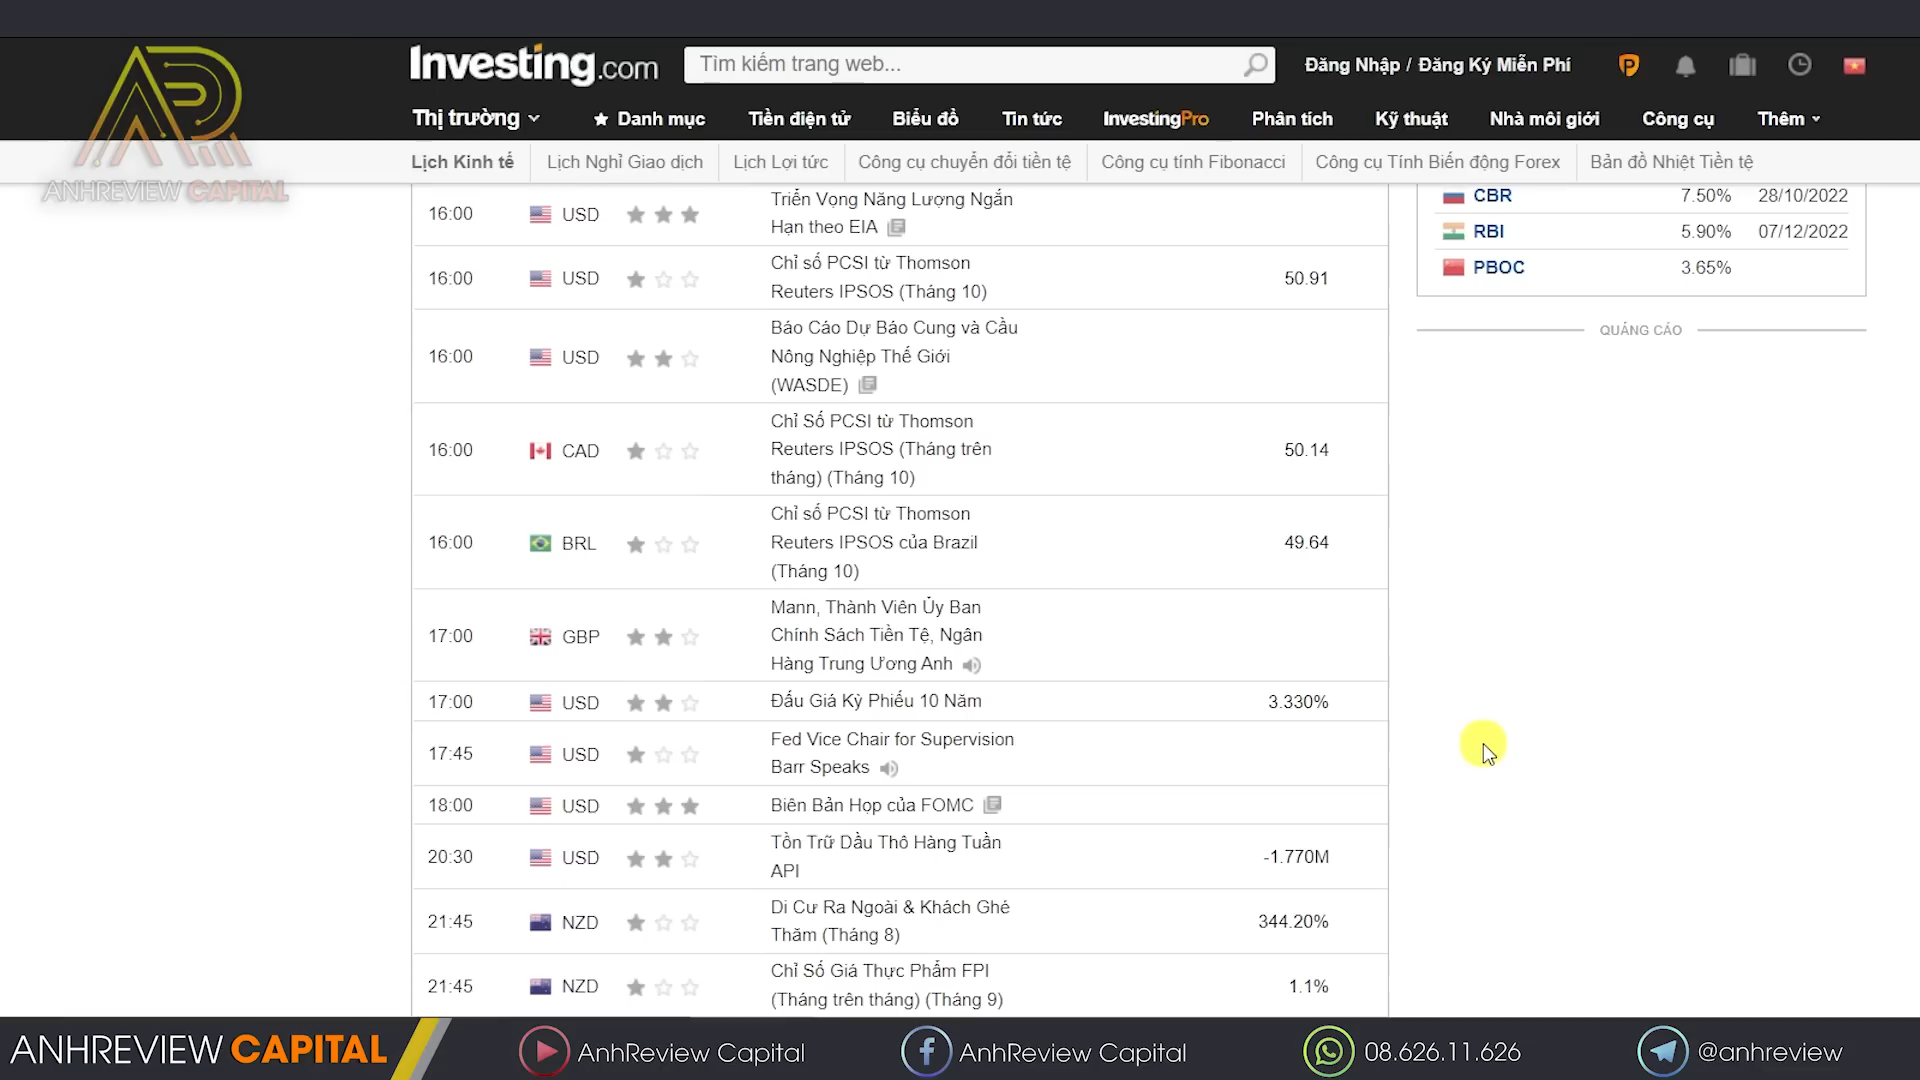 Investing.com
Tìm kiếm trang web...
Đăng Nhập / Đăng Ký Miễn Phí
Thị trường
Danh mục
Tiền điện tử
Biểu đồ
Tin tức
InvestingPro
Phân tích
Kỹ thuật
Nhà môi giới
Công cụ
Thêm
ANHREVIEW CAPITAL
Lịch Kinh tế
Lịch Nghỉ Giao dịch
Lịch Lợi tức
Công cụ chuyển đổi tiền tệ
Công cụ tính Fibonacci
Công cụ Tính Biến động Forex
Bản đồ Nhiệt Tiền tệ
16:00 USD Triển Vọng Năng Lượng Ngắn
Hạn theo EIA
16:00 USD Chỉ số PCSI từ Thomson
Reuters IPSOS (Tháng 10) 50.91
16:00 USD Báo Cáo Dự Báo Cung và Cầu
Nông Nghiệp Thế Giới
(WASDE)
16:00 CAD Chỉ Số PCSI từ Thomson
Reuters IPSOS (Tháng trên 50.14
tháng) (Tháng 10)
16:00 BRL Chỉ số PCSI từ Thomson
Reuters IPSOS của Brazil 49.64
(Tháng 10)
17:00 GBP Mann, Thành Viên Ủy Ban
Chính Sách Tiền Tệ, Ngân
Hàng Trung Ương Anh
17:00 USD Đấu Giá Kỳ Phiếu 10 Năm 3.330%
17:45 USD Fed Vice Chair for Supervision
Barr Speaks
18:00 USD Biên Bản Họp của FOMC
20:30 USD Tồn Trữ Dầu Thô Hàng Tuần
API -1.770M
21:45 NZD Di Cư Ra Ngoài & Khách Ghé
Thăm (Tháng 8) 344.20%
21:45 NZD Chỉ Số Giá Thực Phẩm FPI
(Tháng trên tháng) (Tháng 9) 1.1%
CBR 7.50% 28/10/2022
RBI 5.90% 07/12/2022
PBOC 3.65%
QUẢNG CÁO
ANHREVIEW CAPITAL
AnhReview Capital
AnhReview Capital
08.626.11.626
@anhreview